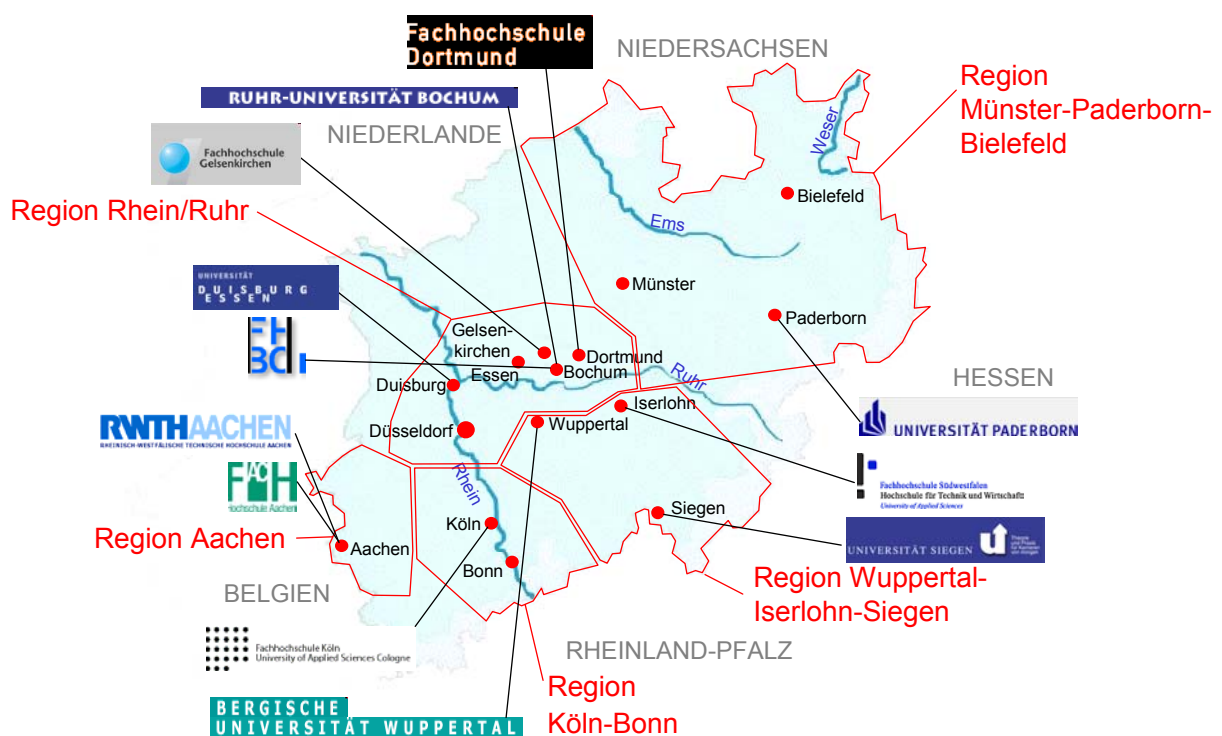 Fachhochschule
Dortmund
NIEDERSACHSEN
Region
Münster-Paderborn-
Bielefeld
RUHR-UNIVERSITÄT BOCHUM
NIEDERLANDE
Weser
Fachhochschule
Gelsenkirchen
Bielefeld
Region Rhein/Ruhr
Ems
UNIVERSITÄT
DUISBURG
ESSEN
Münster
Paderborn
FH
BO
Gelsen-
kirchen
Dortmund
Essen
Bochum
Ruhr
Duisburg
HESSEN
Iserlohn
RWTHAACHEN
RHEINISCH-WESTFÄLISCHE TECHNISCHE HOCHSCHULE AACHEN
Düsseldorf
Wuppertal
UNIVERSITÄT PADERBORN
FACH
Hochschule Aachen
Rhein
Fachhochschule Südwestfalen
Hochschule für Technik und Wirtschaft
University of Applied Sciences
Köln
Siegen
Region Aachen
Aachen
UNIVERSITÄT SIEGEN
Bonn
Region Wuppertal-
Iserlohn-Siegen
BELGIEN
Fachhochschule Köln
University of Applied Sciences Cologne
RHEINLAND-PFALZ
Region
Köln-Bonn
BERGISCHE
UNIVERSITÄT WUPPERTAL